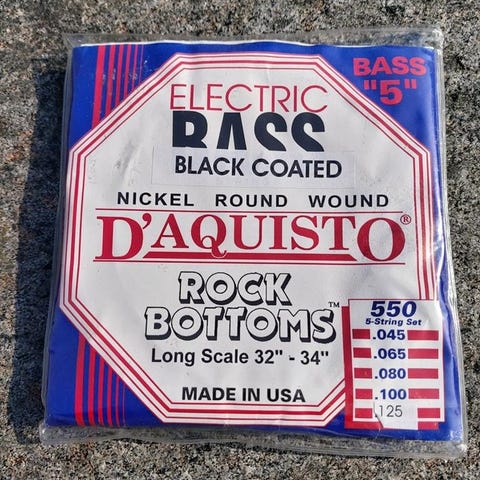 BASS
"5"
ELECTRIC
BASS
BLACK COATED
NICKEL ROUND WOUND
D'AQUISTO®
ROCK
BOTTOMS™
Long Scale 32" - 34"
MADE IN USA
550
5-String Set
.045
.065
.080
.100
.125